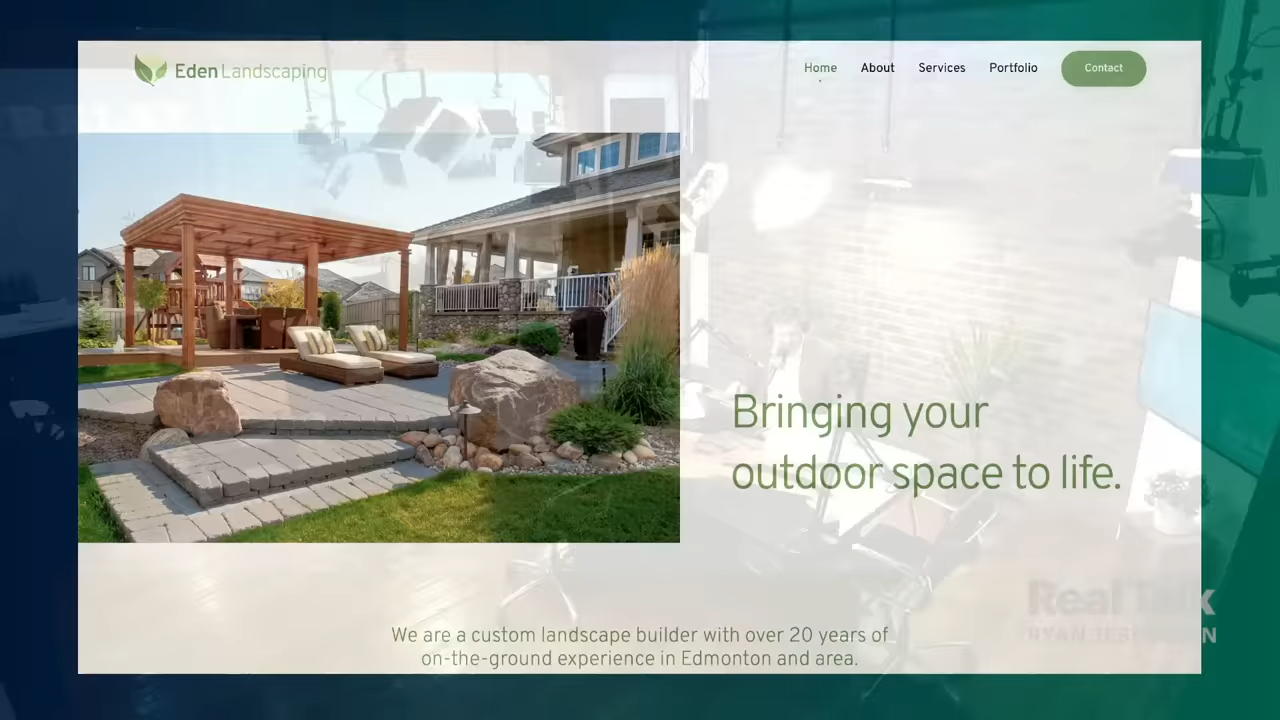 Eden Landscaping
Home About Services Portfolio Contact
Bringing your
outdoor space to life.
We are a custom landscape builder with over 20 years of
on-the-ground experience in Edmonton and area.
Real Talk
RYAN